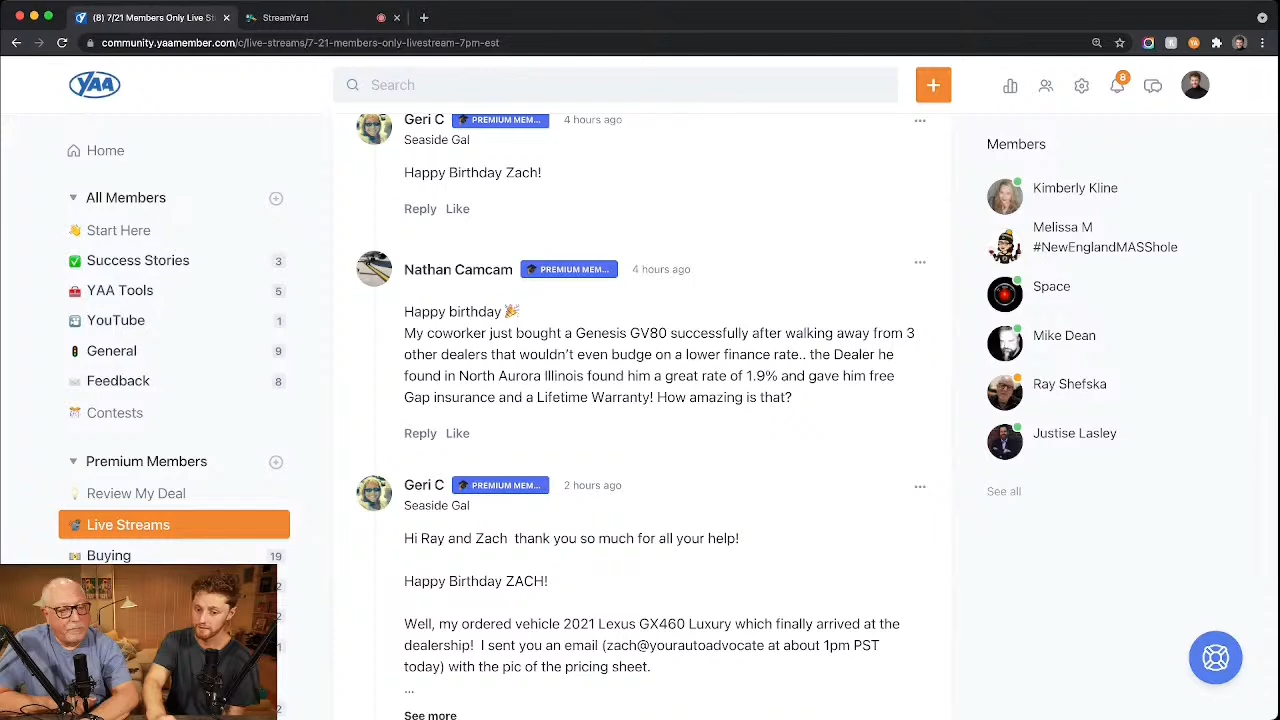 (8) 7/21 Members Only Live St
StreamYard
community.yaamember.com/c/live-streams/7-21-members-only-livestream-7pm-est
YAA
Search
8
Home
All Members
Start Here
Success Stories 3
YAA Tools 5
YouTube 1
General 9
Feedback 8
Contests
Premium Members
Review My Deal
Live Streams
Buying 19
2
2
1
2
Geri C PREMIUM MEM... 4 hours ago
Seaside Gal
Happy Birthday Zach!
Reply Like
Nathan Camcam PREMIUM MEM... 4 hours ago
Happy birthday 🎉
My coworker just bought a Genesis GV80 successfully after walking away from 3
other dealers that wouldn’t even budge on a lower finance rate.. the Dealer he
found in North Aurora Illinois found him a great rate of 1.9% and gave him free
Gap insurance and a Lifetime Warranty! How amazing is that?
Reply Like
Geri C PREMIUM MEM... 2 hours ago
Seaside Gal
Hi Ray and Zach thank you so much for all your help!
Happy Birthday ZACH!
Well, my ordered vehicle 2021 Lexus GX460 Luxury which finally arrived at the
dealership! I sent you an email (zach@yourautoadvocate at about 1pm PST
today) with the pic of the pricing sheet.
...
See more
Members
Kimberly Kline
Melissa M
#NewEnglandMASShole
Space
Mike Dean
Ray Shefska
Justise Lasley
See all